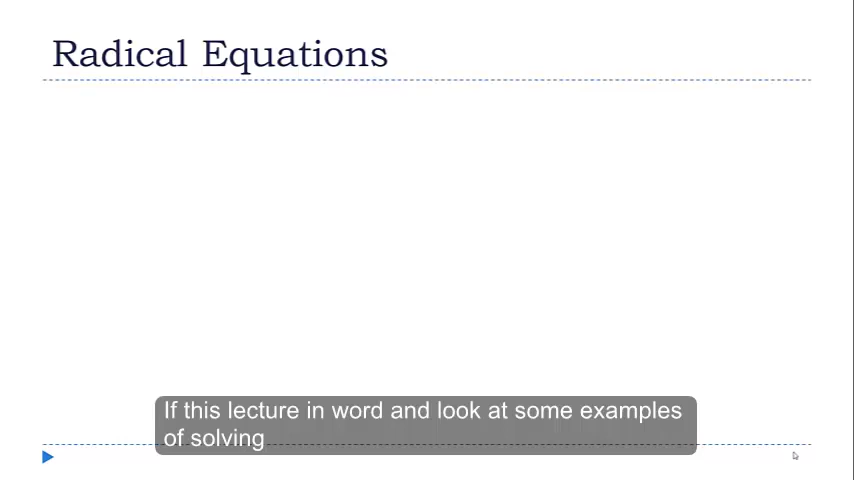 Radical Equations
If this lecture in word and look at some examples
of solving